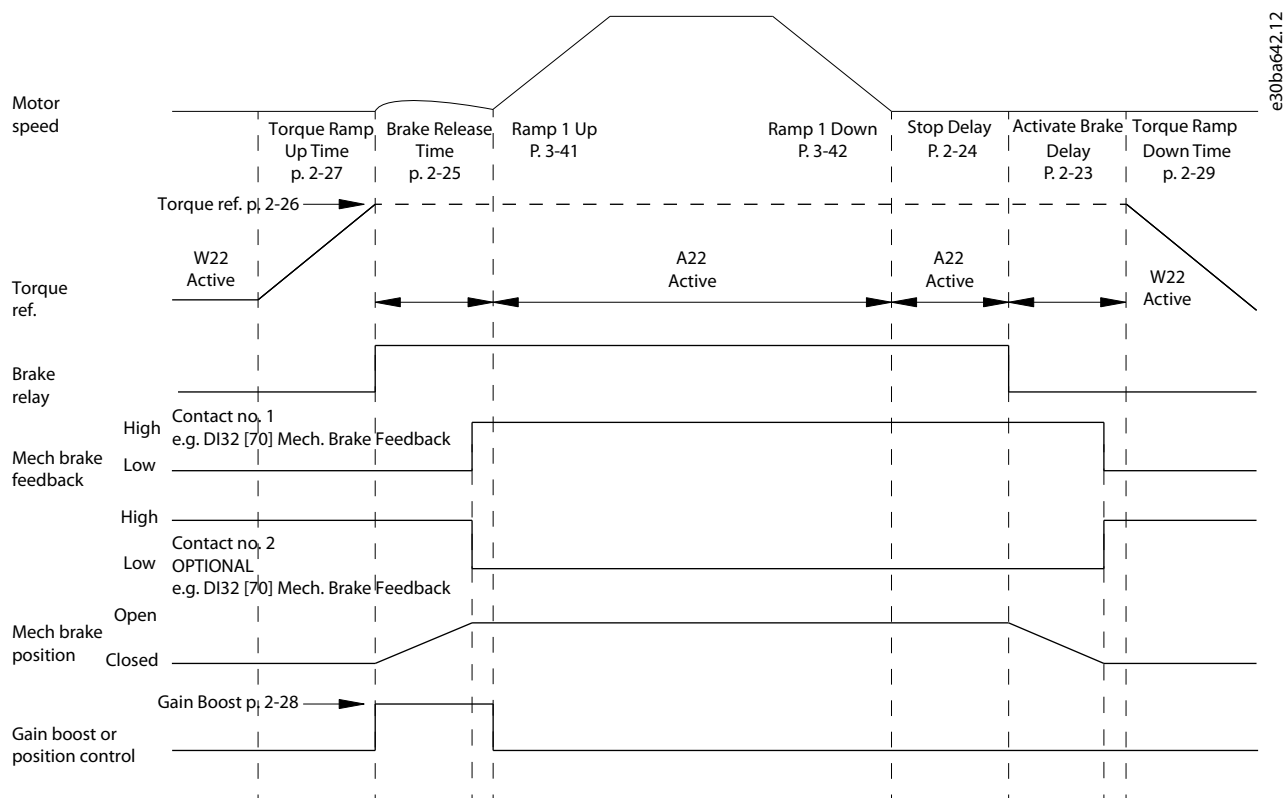 e30ba642.12
Motor
speed
Torque Ramp
Up Time
p. 2-27
Brake Release
Time
p. 2-25
Ramp 1 Up
P. 3-41
Ramp 1 Down
P. 3-42
Stop Delay
P. 2-24
Activate Brake
Delay
P. 2-23
Torque Ramp
Down Time
p. 2-29
Torque ref. p. 2-26
Torque
ref.
W22
Active
A22
Active
A22
Active
W22
Active
Brake
relay
Mech brake
feedback
High
Low
Contact no. 1
e.g. DI32 [70] Mech. Brake Feedback
High
Low
Contact no. 2
OPTIONAL
e.g. DI32 [70] Mech. Brake Feedback
Mech brake
position
Open
Closed
Gain Boost p. 2-28
Gain boost or
position control